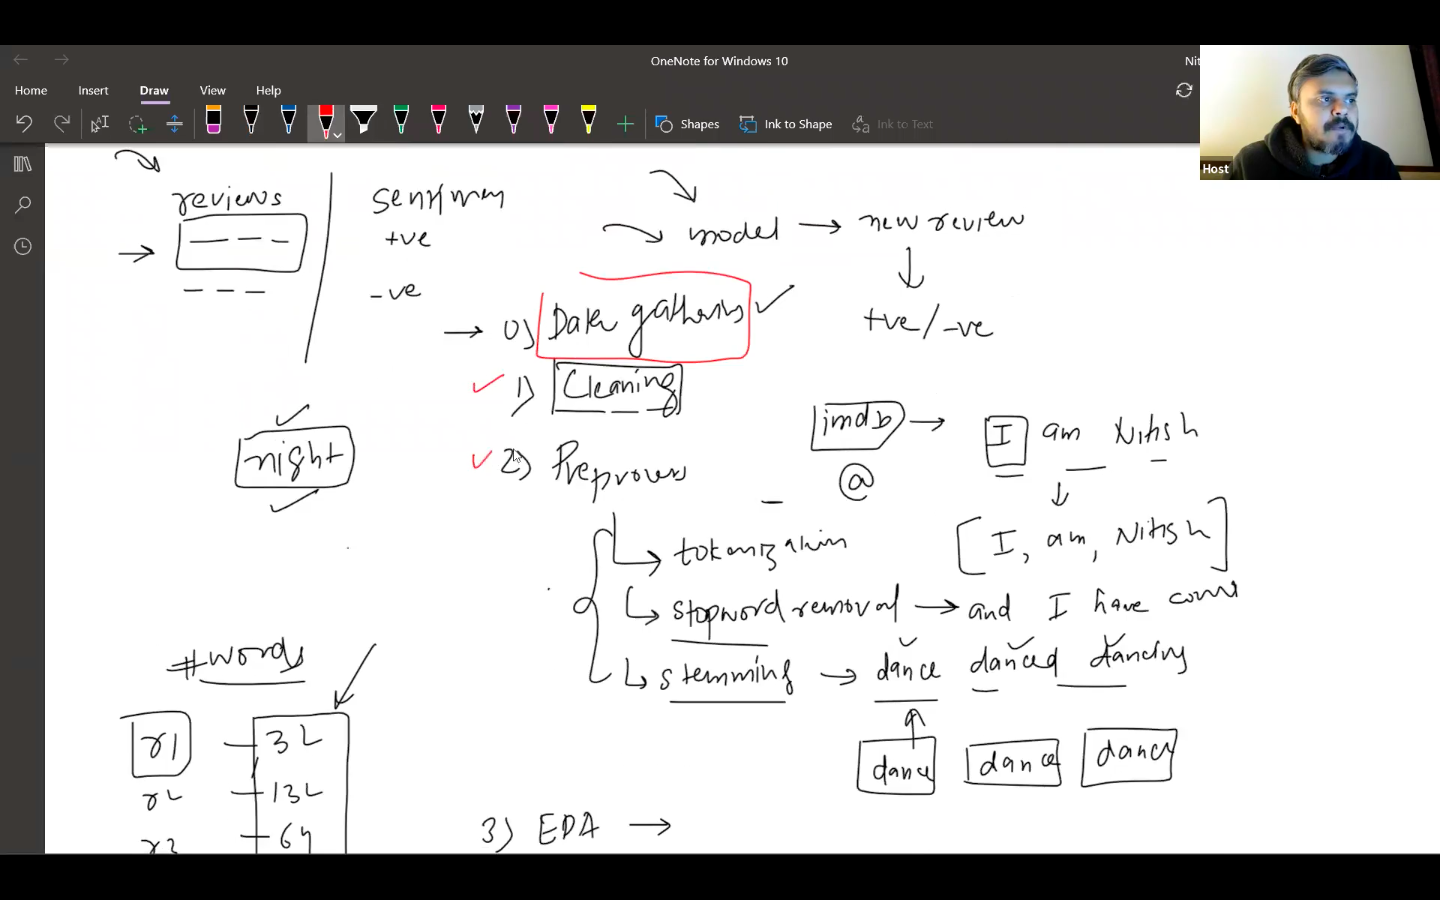 OneNote for Windows 10
Nit
Home Insert Draw View Help
Shapes Ink to Shape Ink to Text
Host
reviews
+ve
-ve
model → new review
+ve/-ve
0) Data gathering
1) Cleaning
2) Preprocess
night
imdb → I am Nitish
@
[I, am, Nitish]
tokenization
stopword removal → and I have
stemming → dance danced dancing
dance dance dance
#words
r1 — 32
r2 — 132
r3 — 64
3) EDA →